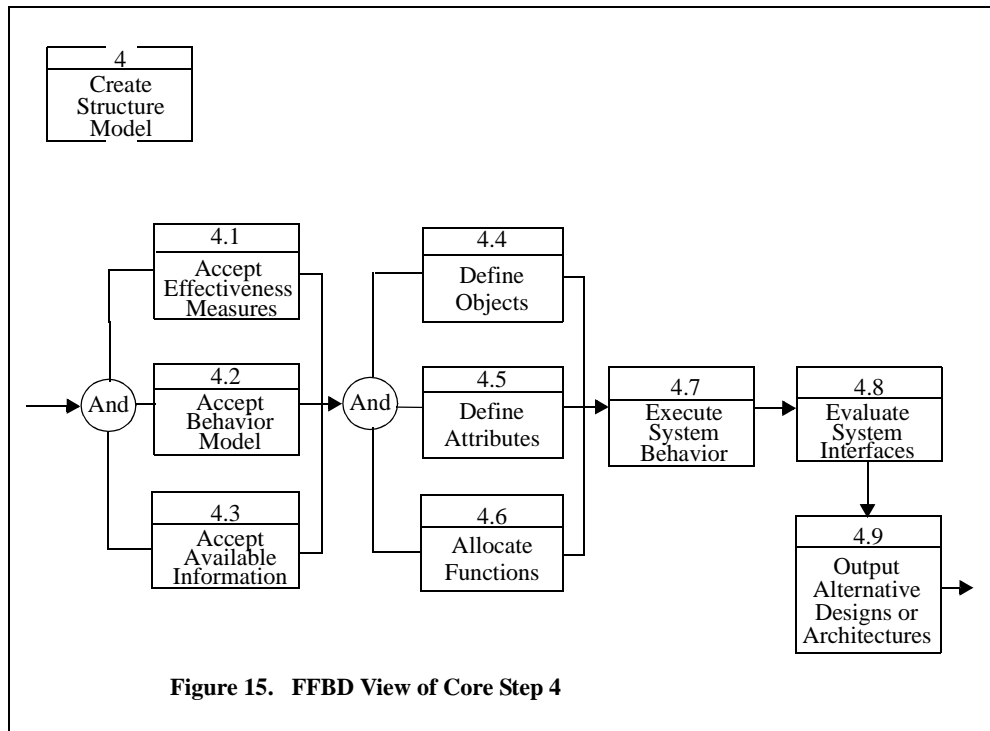 4
Create
Structure
Model
4.1
Accept
Effectiveness
Measures
4.4
Define
Objects
And
4.2
Accept
Behavior
Model
And
4.5
Define
Attributes
4.7
Execute
System
Behavior
4.8
Evaluate
System
Interfaces
4.3
Accept
Available
Information
4.6
Allocate
Functions
4.9
Output
Alternative
Designs or
Architectures
Figure 15. FFBD View of Core Step 4